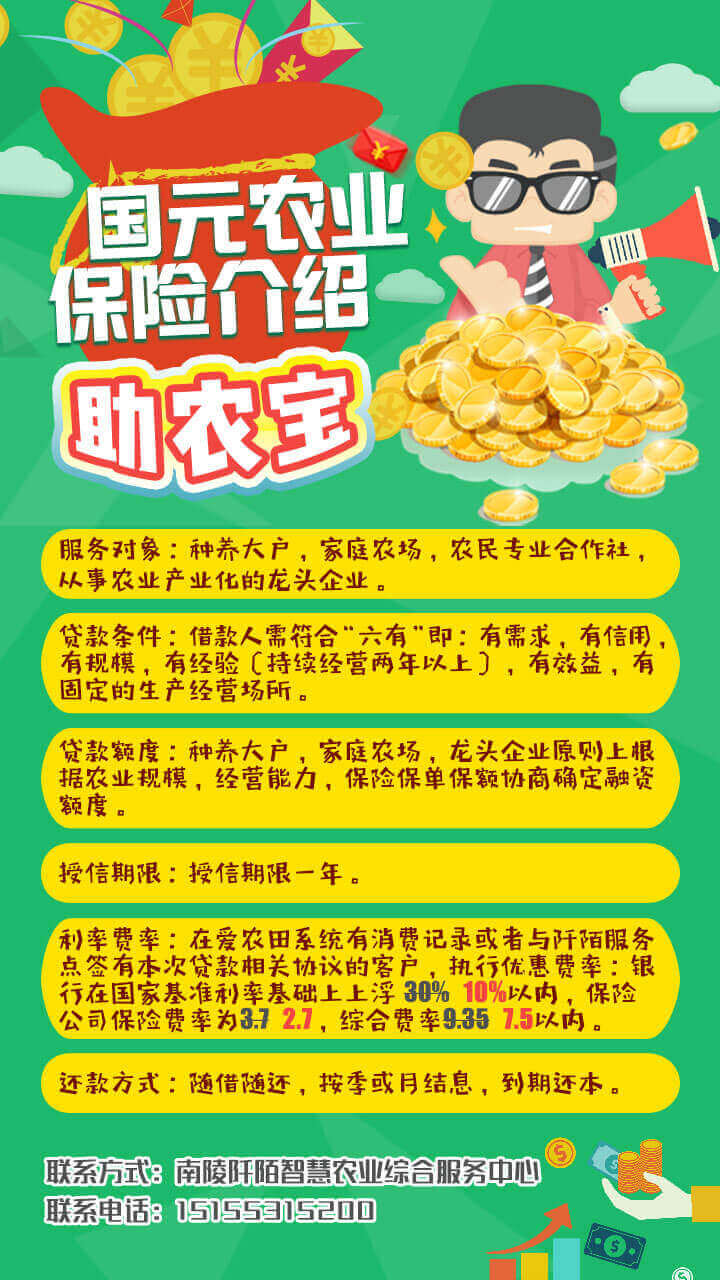 国元农业
保险介绍
助农宝
服务对象：种养大户，家庭农场，农民专业合作社，
从事农业产业化的龙头企业。
贷款条件：借款人需符合“六有”即：有需求，有信用，
有规模，有经验〔持续经营两年以上〕，有效益，有
固定的生产经营场所。
贷款额度：种养大户，家庭农场，龙头企业原则上根
据农业规模，经营能力，保险保单保额协商确定融资
额度。
授信期限：授信期限一年。
利率费率：在爱农田系统有消费记录或者与阡陌服务
点签有本次贷款相关协议的客户，执行优惠费率：银
行在国家基准利率基础上上浮 30% 10%以内，保险
公司保险费率为3.7 2.7，综合费率9.35 7.5以内。
还款方式：随借随还，按季或月结息，到期还本。
联系方式：南陵阡陌智慧农业综合服务中心
联系电话：15155315200